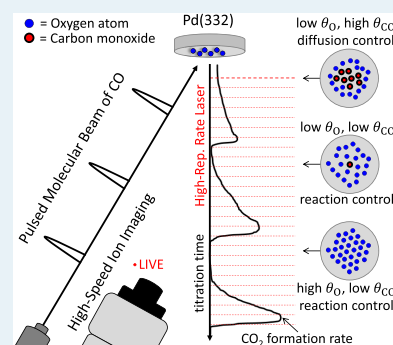 = Oxygen atom
= Carbon monoxide
Pd(332)
Pulsed Molecular Beam of CO
High-Speed Ion Imaging
• LIVE
High-Rep. Rate Laser
titration time
low θO, high θCO
diffusion control
low θO, low θCO
reaction control
high θO, low θCO
reaction control
CO2 formation rate